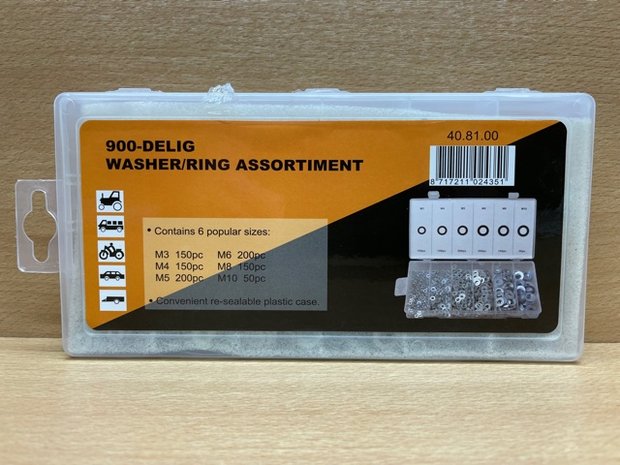 900-DELIG
WASHER/RING ASSORTIMENT
40.81.00
8 717211 024351
• Contains 6 popular sizes:
M3 150pc M6 200pc
M4 150pc M8 150pc
M5 200pc M10 50pc
• Convenient re-sealable plastic case.